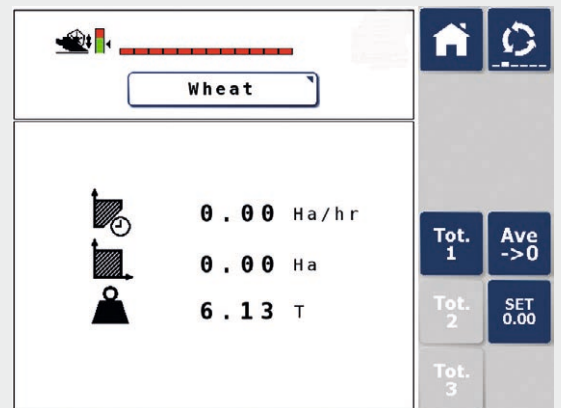 Wheat
0.00 Ha/hr
0.00 Ha
6.13 T
Tot.
1
Ave
->0
Tot.
2
SET
0.00
Tot.
3